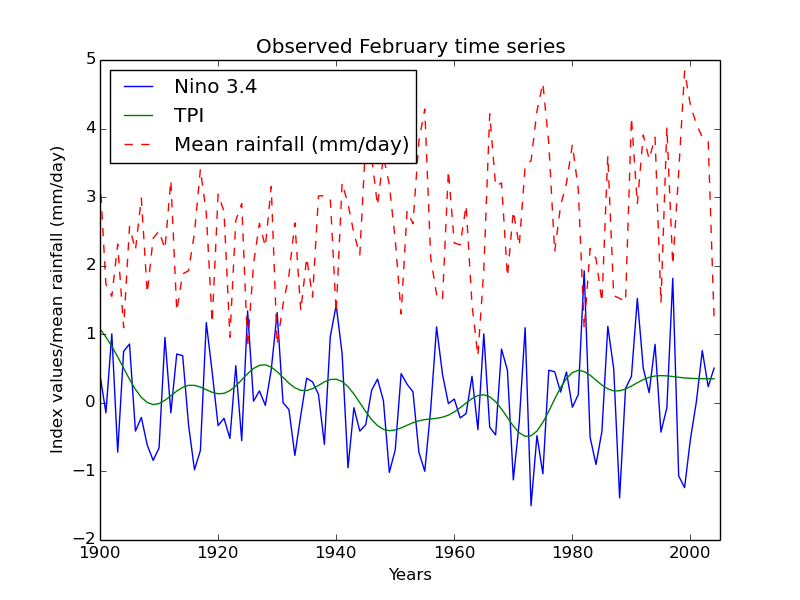 Observed February time series
Nino 3.4
TPI
Mean rainfall (mm/day)
5
4
3
2
1
0
−1
−2
Index values/mean rainfall (mm/day)
1900 1920 1940 1960 1980 2000
Years